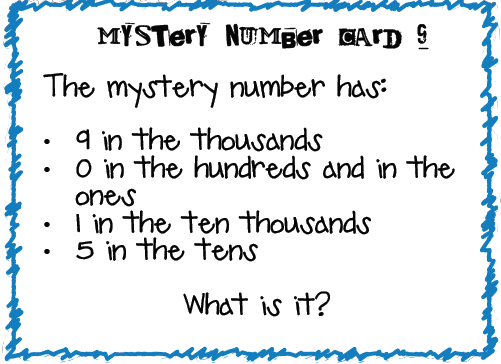 Mystery Number Card 9
The mystery number has:
• 9 in the thousands
• 0 in the hundreds and in the
ones
• 1 in the ten thousands
• 5 in the tens
What is it?